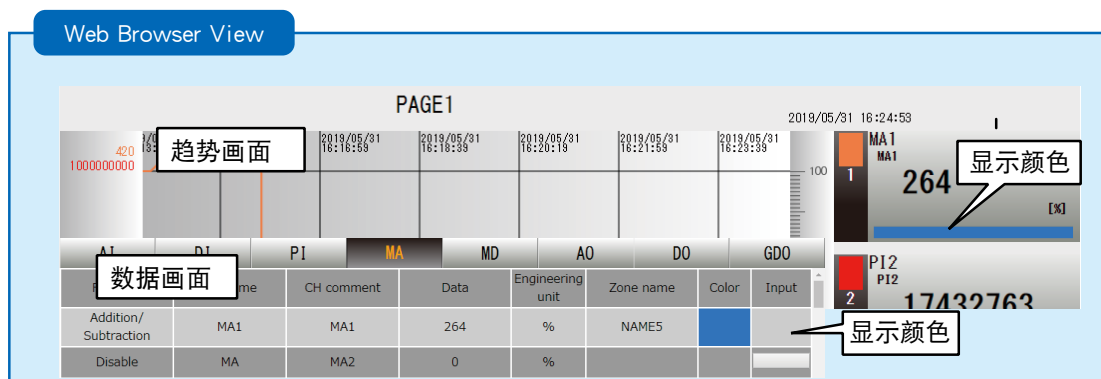 Web Browser View
PAGE1
2019/05/31 16:24:53
420
1000000000
趋势画面
2019/05/31
16:16:59
2019/05/31
16:18:39
2019/05/31
16:20:19
2019/05/31
16:21:59
2019/05/31
16:23:39
100
MA1
MA1
1
264
[%]
显示颜色
AI DI PI MA MD AO DO GDO
数据画面
CH comment Data Engineering unit Zone name Color Input
Addition/
Subtraction MA1 MA1 264 % NAME5
Disable MA MA2 0 %
PI2
PI2
2
17432763
显示颜色